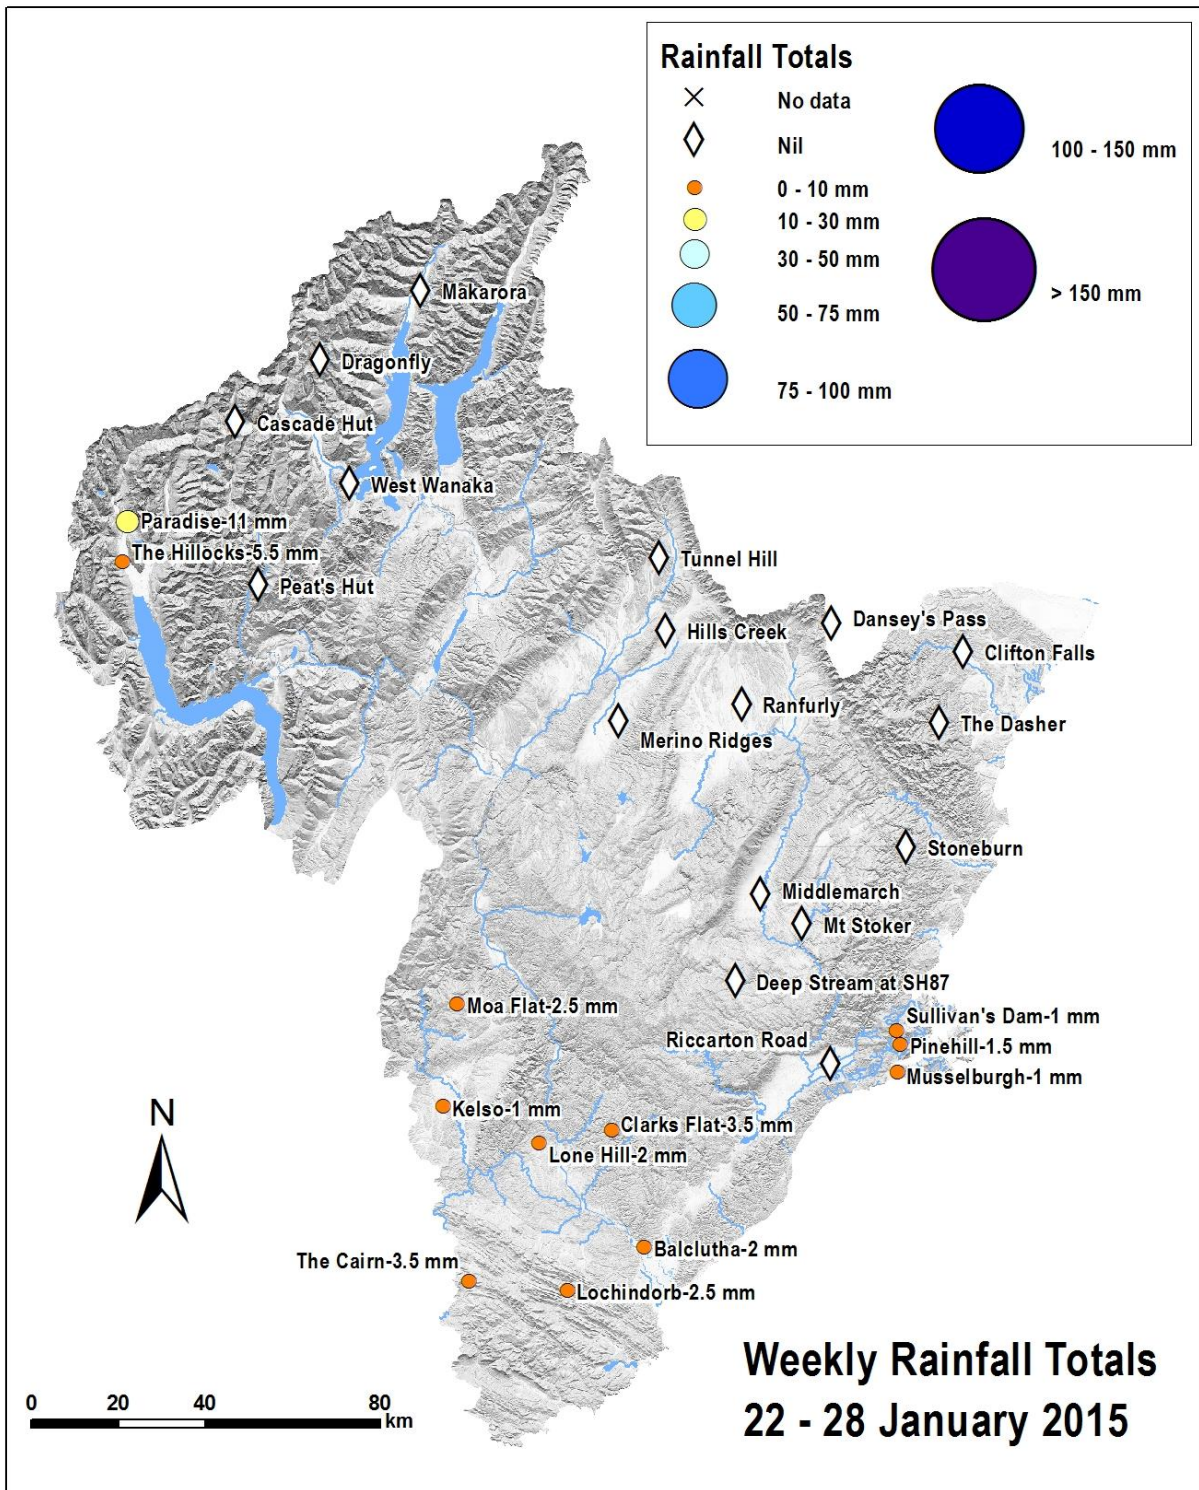 Rainfall Totals
No data
Nil
0 - 10 mm
10 - 30 mm
30 - 50 mm
50 - 75 mm
75 - 100 mm
100 - 150 mm
> 150 mm
Makarora
Dragonfly
Cascade Hut
West Wanaka
Paradise-11 mm
The Hillocks-5.5 mm
Peat's Hut
Tunnel Hill
Hills Creek
Dansey's Pass
Clifton Falls
Ranfurly
Merino Ridges
The Dasher
Stoneburn
Middlemarch
Mt Stoker
Deep Stream at SH87
Moa Flat-2.5 mm
Sullivan's Dam-1 mm
Riccarton Road
Pinehill-1.5 mm
Musselburgh-1 mm
Kelso-1 mm
Clarks Flat-3.5 mm
Lone Hill-2 mm
Balclutha-2 mm
The Cairn-3.5 mm
Lochindorb-2.5 mm
N
0 20 40 80
km
Weekly Rainfall Totals
22 - 28 January 2015